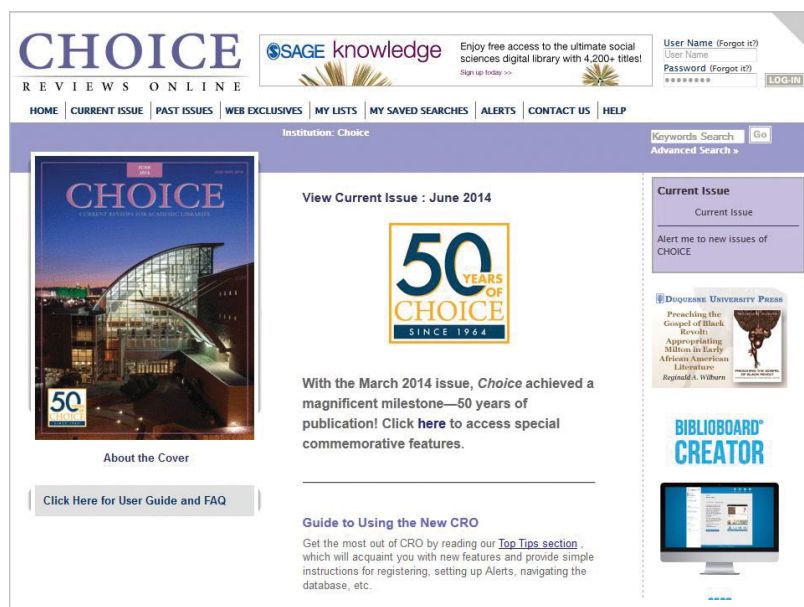 CHOICE
REVIEWS ONLINE
SAGE knowledge
Enjoy free access to the ultimate social
sciences digital library with 4,200+ titles!
Sign up today >>
User Name (Forgot it?)
User Name
Password (Forgot it?)
LOG-IN
HOME CURRENT ISSUE PAST ISSUES WEB EXCLUSIVES MY LISTS MY SAVED SEARCHES ALERTS CONTACT US HELP
Institution: Choice
Keywords Search Go
Advanced Search »
JUNE
2014
CHOICE
CURRENT REVIEWS FOR ACADEMIC LIBRARIES
50
YEARS OF
CHOICE
About the Cover
Click Here for User Guide and FAQ
View Current Issue : June 2014
50
YEARS
OF
CHOICE
SINCE 1964
With the March 2014 issue, Choice achieved a
magnificent milestone—50 years of
publication! Click here to access special
commemorative features.
Guide to Using the New CRO
Get the most out of CRO by reading our Top Tips section ,
which will acquaint you with new features and provide simple
instructions for registering, setting up Alerts, navigating the
database, etc.
Current Issue
Current Issue
Alert me to new issues of
CHOICE
DUQUESNE UNIVERSITY PRESS
Preaching the
Gospel of Black
Revolt:
Appropriating
Milton in Early
African American
Literature
Reginald A. Wilburn
BIBLIOBOARD®
CREATOR